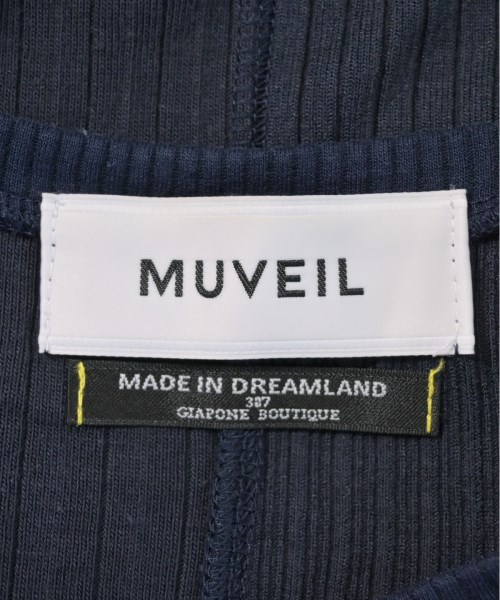 MUVEIL
MADE IN DREAMLAND
387
GIAPONE BOUTIQUE